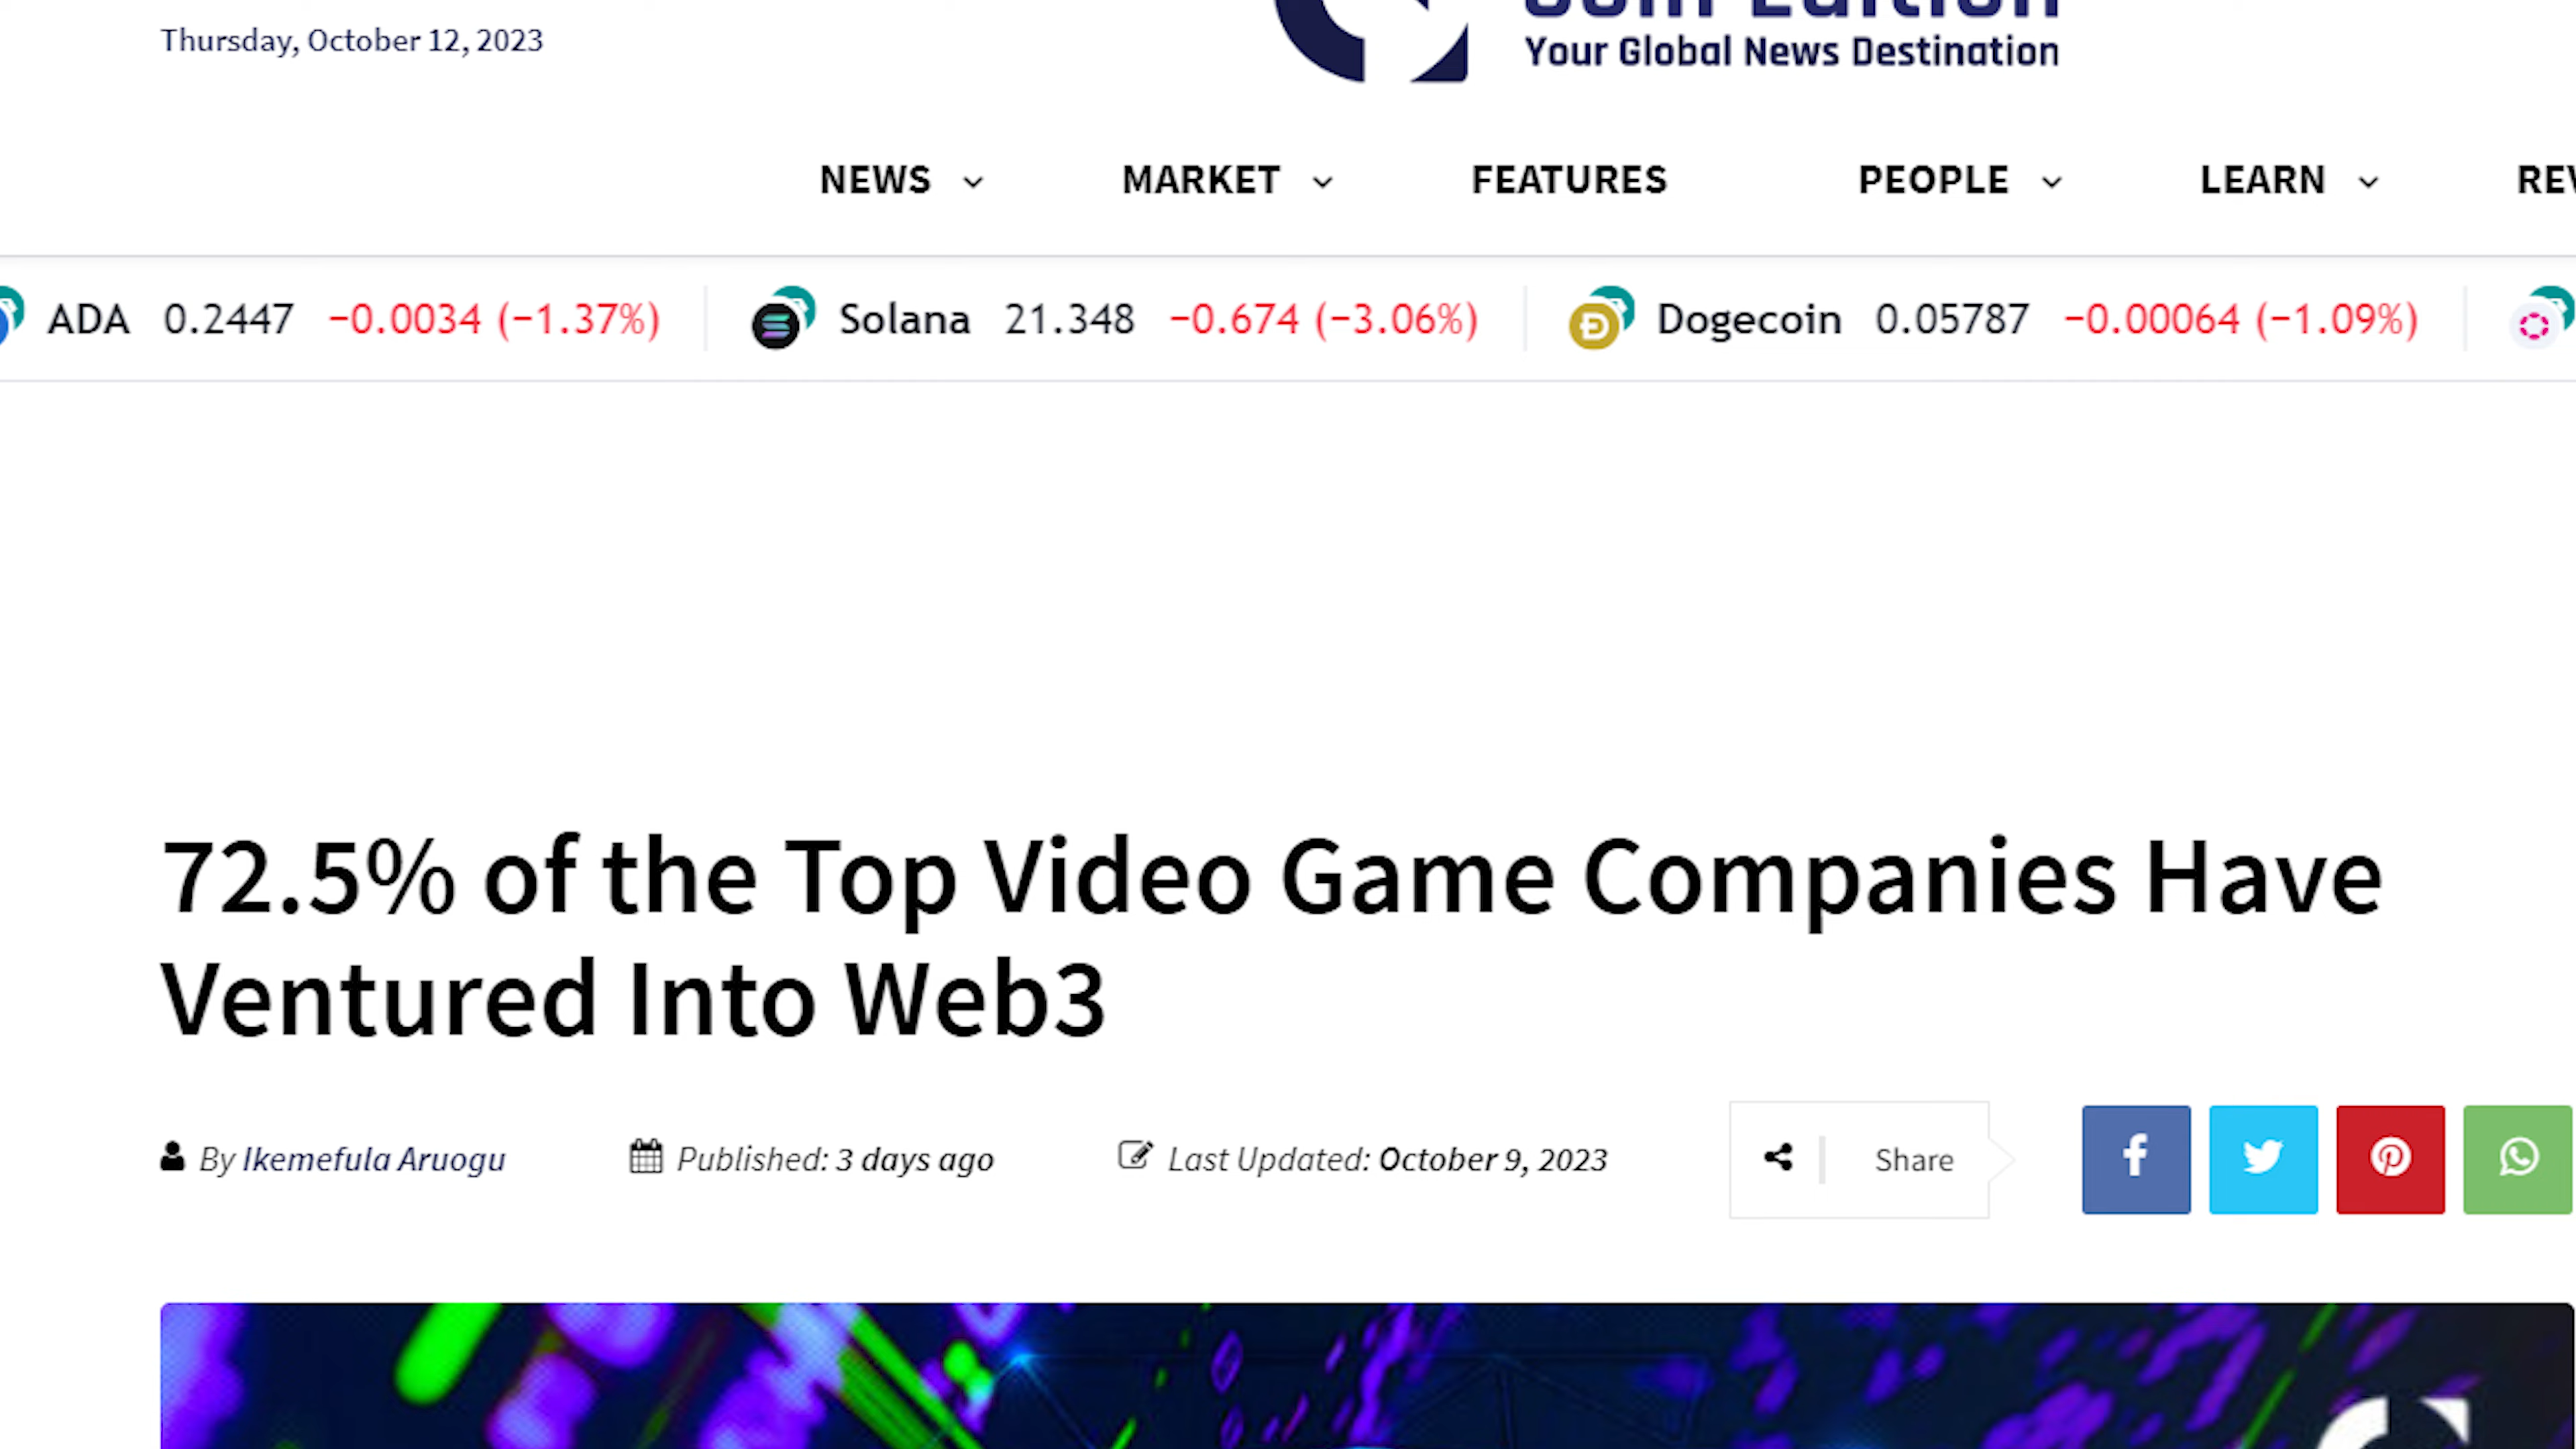 Thursday, October 12, 2023
Coin Edition
Your Global News Destination
NEWS MARKET FEATURES PEOPLE LEARN
ADA 0.2447 −0.0034 (−1.37%) Solana 21.348 −0.674 (−3.06%) Dogecoin 0.05787 −0.00064 (−1.09%)
72.5% of the Top Video Game Companies Have
Ventured Into Web3
By Ikemefula Aruogu Published: 3 days ago Last Updated: October 9, 2023 Share